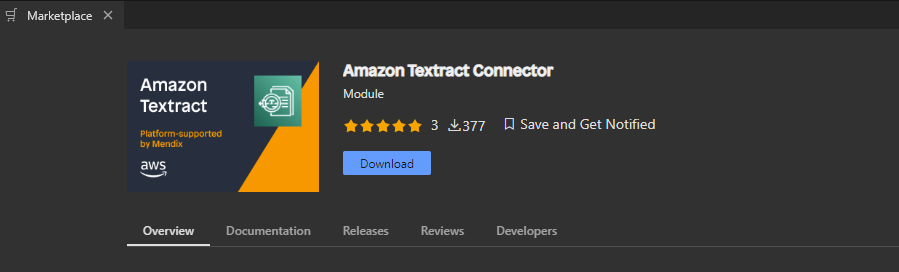 Marketplace
Amazon
Textract
Platform-supported
by Mendix
aws
Amazon Textract Connector
Module
3 377 Save and Get Notified
Download
Overview Documentation Releases Reviews Developers